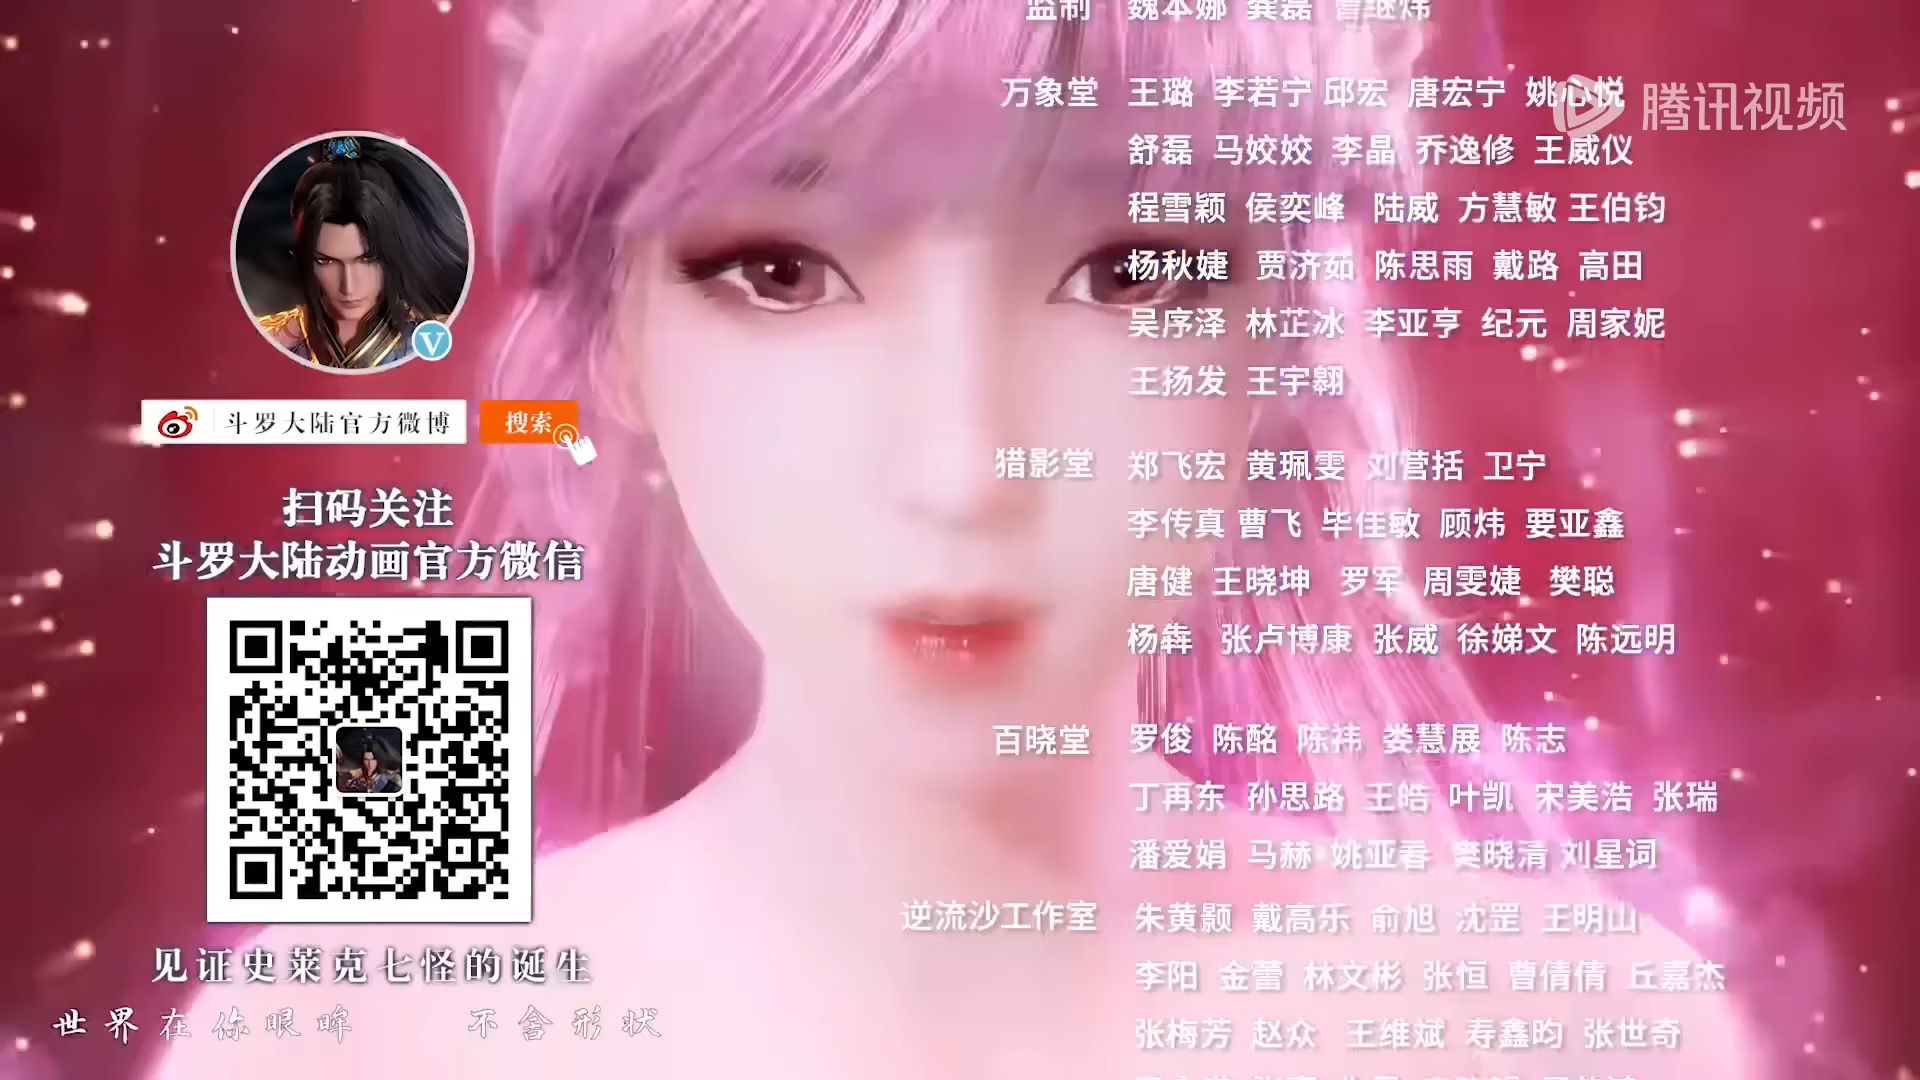 监制 魏本娜 龚磊 曾继炜
腾讯视频
万象堂 王璐 李若宁 邱宏 唐宏宁 姚心悦
舒磊 马姣姣 李晶 乔逸修 王威仪
程雪颖 侯奕峰 陆威 方慧敏 王伯钧
杨秋婕 贾济茹 陈思雨 戴路 高田
吴序泽 林芷冰 李亚亨 纪元 周家妮
王扬发 王宇翱
猎影堂 郑飞宏 黄珮雯 刘营括 卫宁
李传真 曹飞 毕佳敏 顾炜 要亚鑫
唐健 王晓坤 罗军 周雯婕 樊聪
杨犇 张卢博康 张威 徐娣文 陈远明
百晓堂 罗俊 陈酩 陈祎 娄慧展 陈志
丁再东 孙思路 王皓 叶凯 宋美浩 张瑞
潘爱娟 马赫 姚亚春 樊晓清 刘星词
逆流沙工作室 朱黄颢 戴高乐 俞旭 沈罡 王明山
李阳 金蕾 林文彬 张恒 曹倩倩 丘嘉杰
张梅芳 赵众 王维斌 寿鑫昀 张世奇
V
斗罗大陆官方微博 搜索
扫码关注
斗罗大陆动画官方微信
见证史莱克七怪的诞生
世界在你眼眸 不舍形状